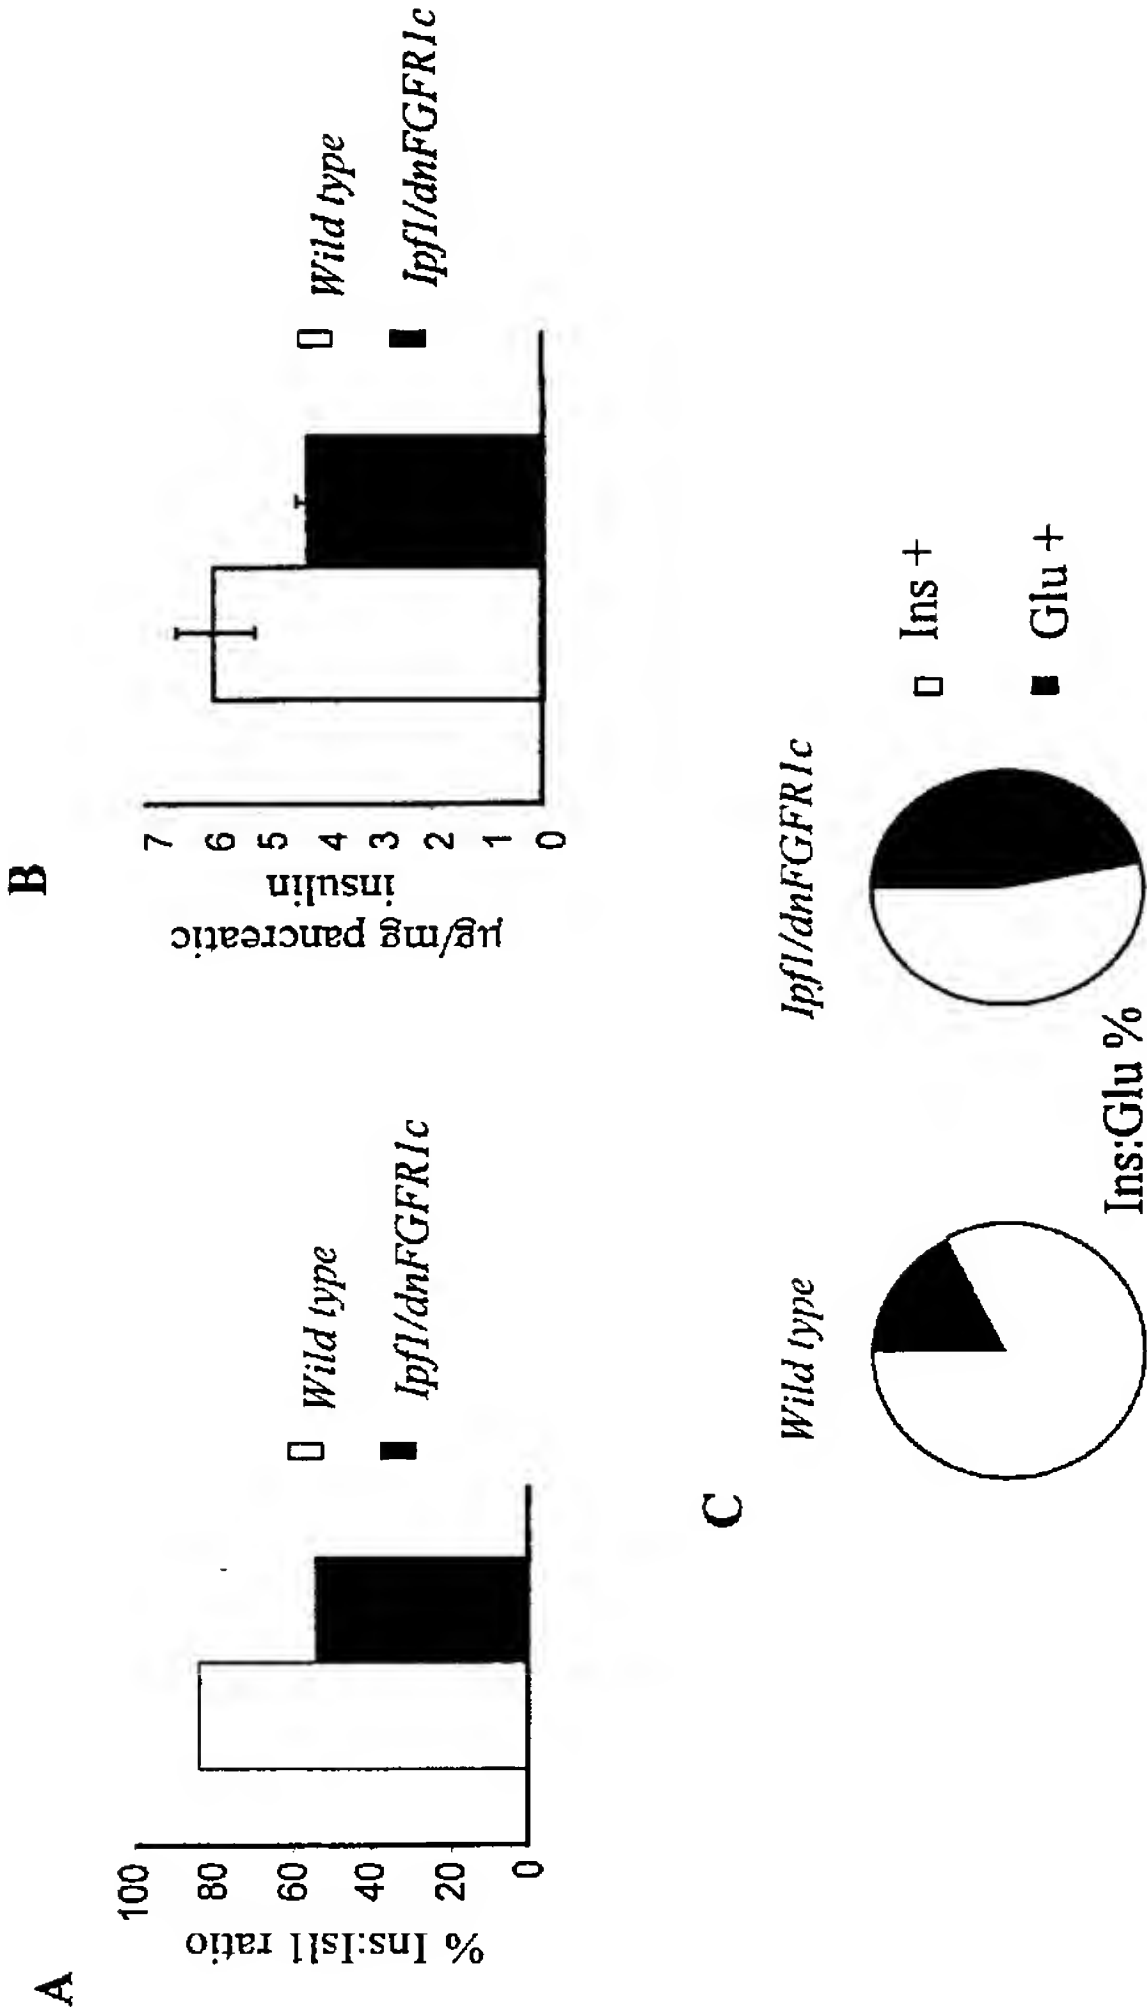 A
% Ins:Isl1 ratio
100
80
60
40
20
0
Wild type
Ipf1/dnFGFR1c
B
µg/mg pancreatic
insulin
7
6
5
4
3
2
1
0
Wild type
Ipf1/dnFGFR1c
C
Wild type
Ipf1/dnFGFR1c
Ins +
Glu +
Ins:Glu %